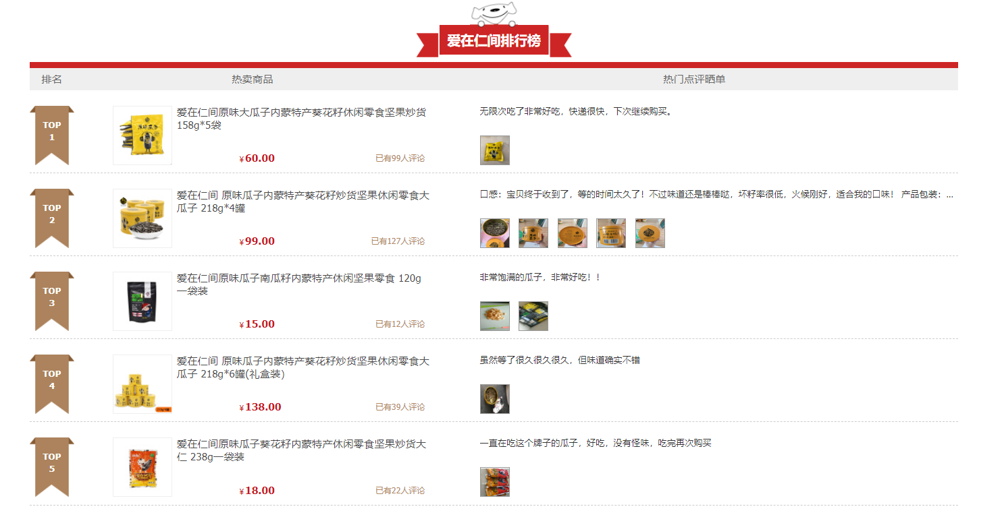 爱在仁间排行榜
排名 热卖商品 热门点评晒单
TOP
1
爱在仁间原味大瓜子内蒙特产葵花籽休闲零食坚果炒货
158g*5袋
¥60.00 已有99人评论
无限次吃了非常好吃，快递很快，下次继续购买。
TOP
2
爱在仁间 原味瓜子内蒙特产葵花籽炒货坚果休闲零食大
瓜子 218g*4罐
¥99.00 已有127人评论
口感：宝贝终于收到了，等的时间太久了！不过味道还是棒棒哒，坏籽率很低，火候刚好，适合我的口味！ 产品包装：...
TOP
3
爱在仁间原味瓜子南瓜籽内蒙特产休闲坚果零食 120g
一袋装
¥15.00 已有12人评论
非常饱满的瓜子，非常好吃！！
TOP
4
爱在仁间 原味瓜子内蒙特产葵花籽炒货坚果休闲零食大
瓜子 218g*6罐(礼盒装)
¥138.00 已有39人评论
虽然等了很久很久很久，但味道确实不错
TOP
5
爱在仁间原味瓜子葵花籽内蒙特产休闲零食坚果炒货大
仁 238g一袋装
¥18.00 已有22人评论
一直在吃这个牌子的瓜子，好吃，没有怪味，吃完再次购买